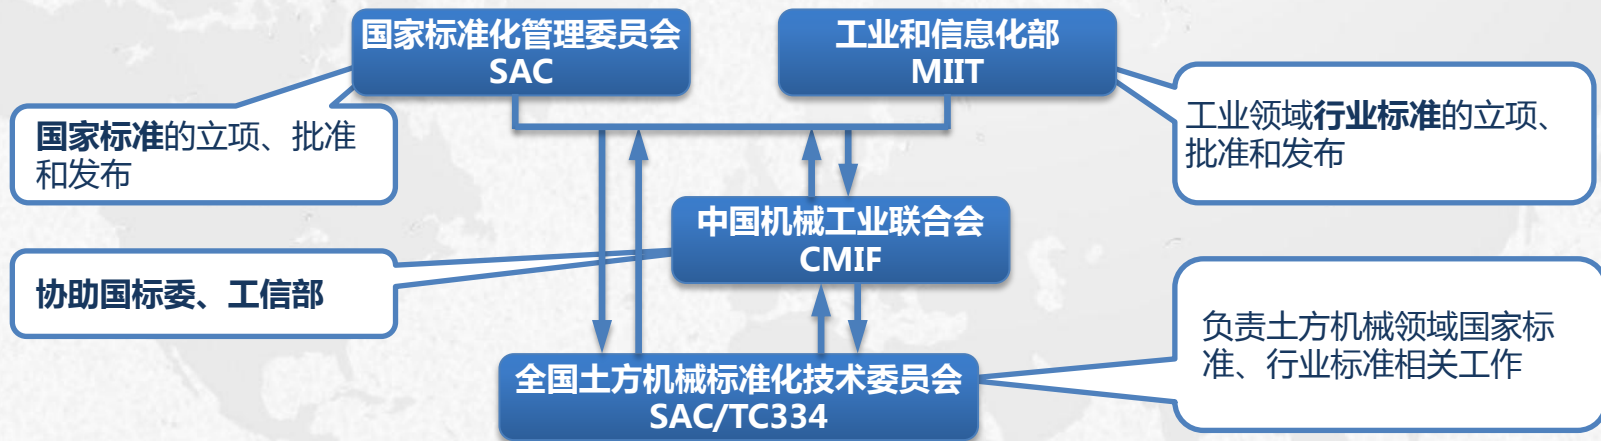 国家标准化管理委员会
SAC
工业和信息化部
MIIT
国家标准的立项、批准
和发布
工业领域行业标准的立项、
批准和发布
中国机械工业联合会
CMIF
协助国标委、工信部
负责土方机械领域国家标
准、行业标准相关工作
全国土方机械标准化技术委员会
SAC/TC334